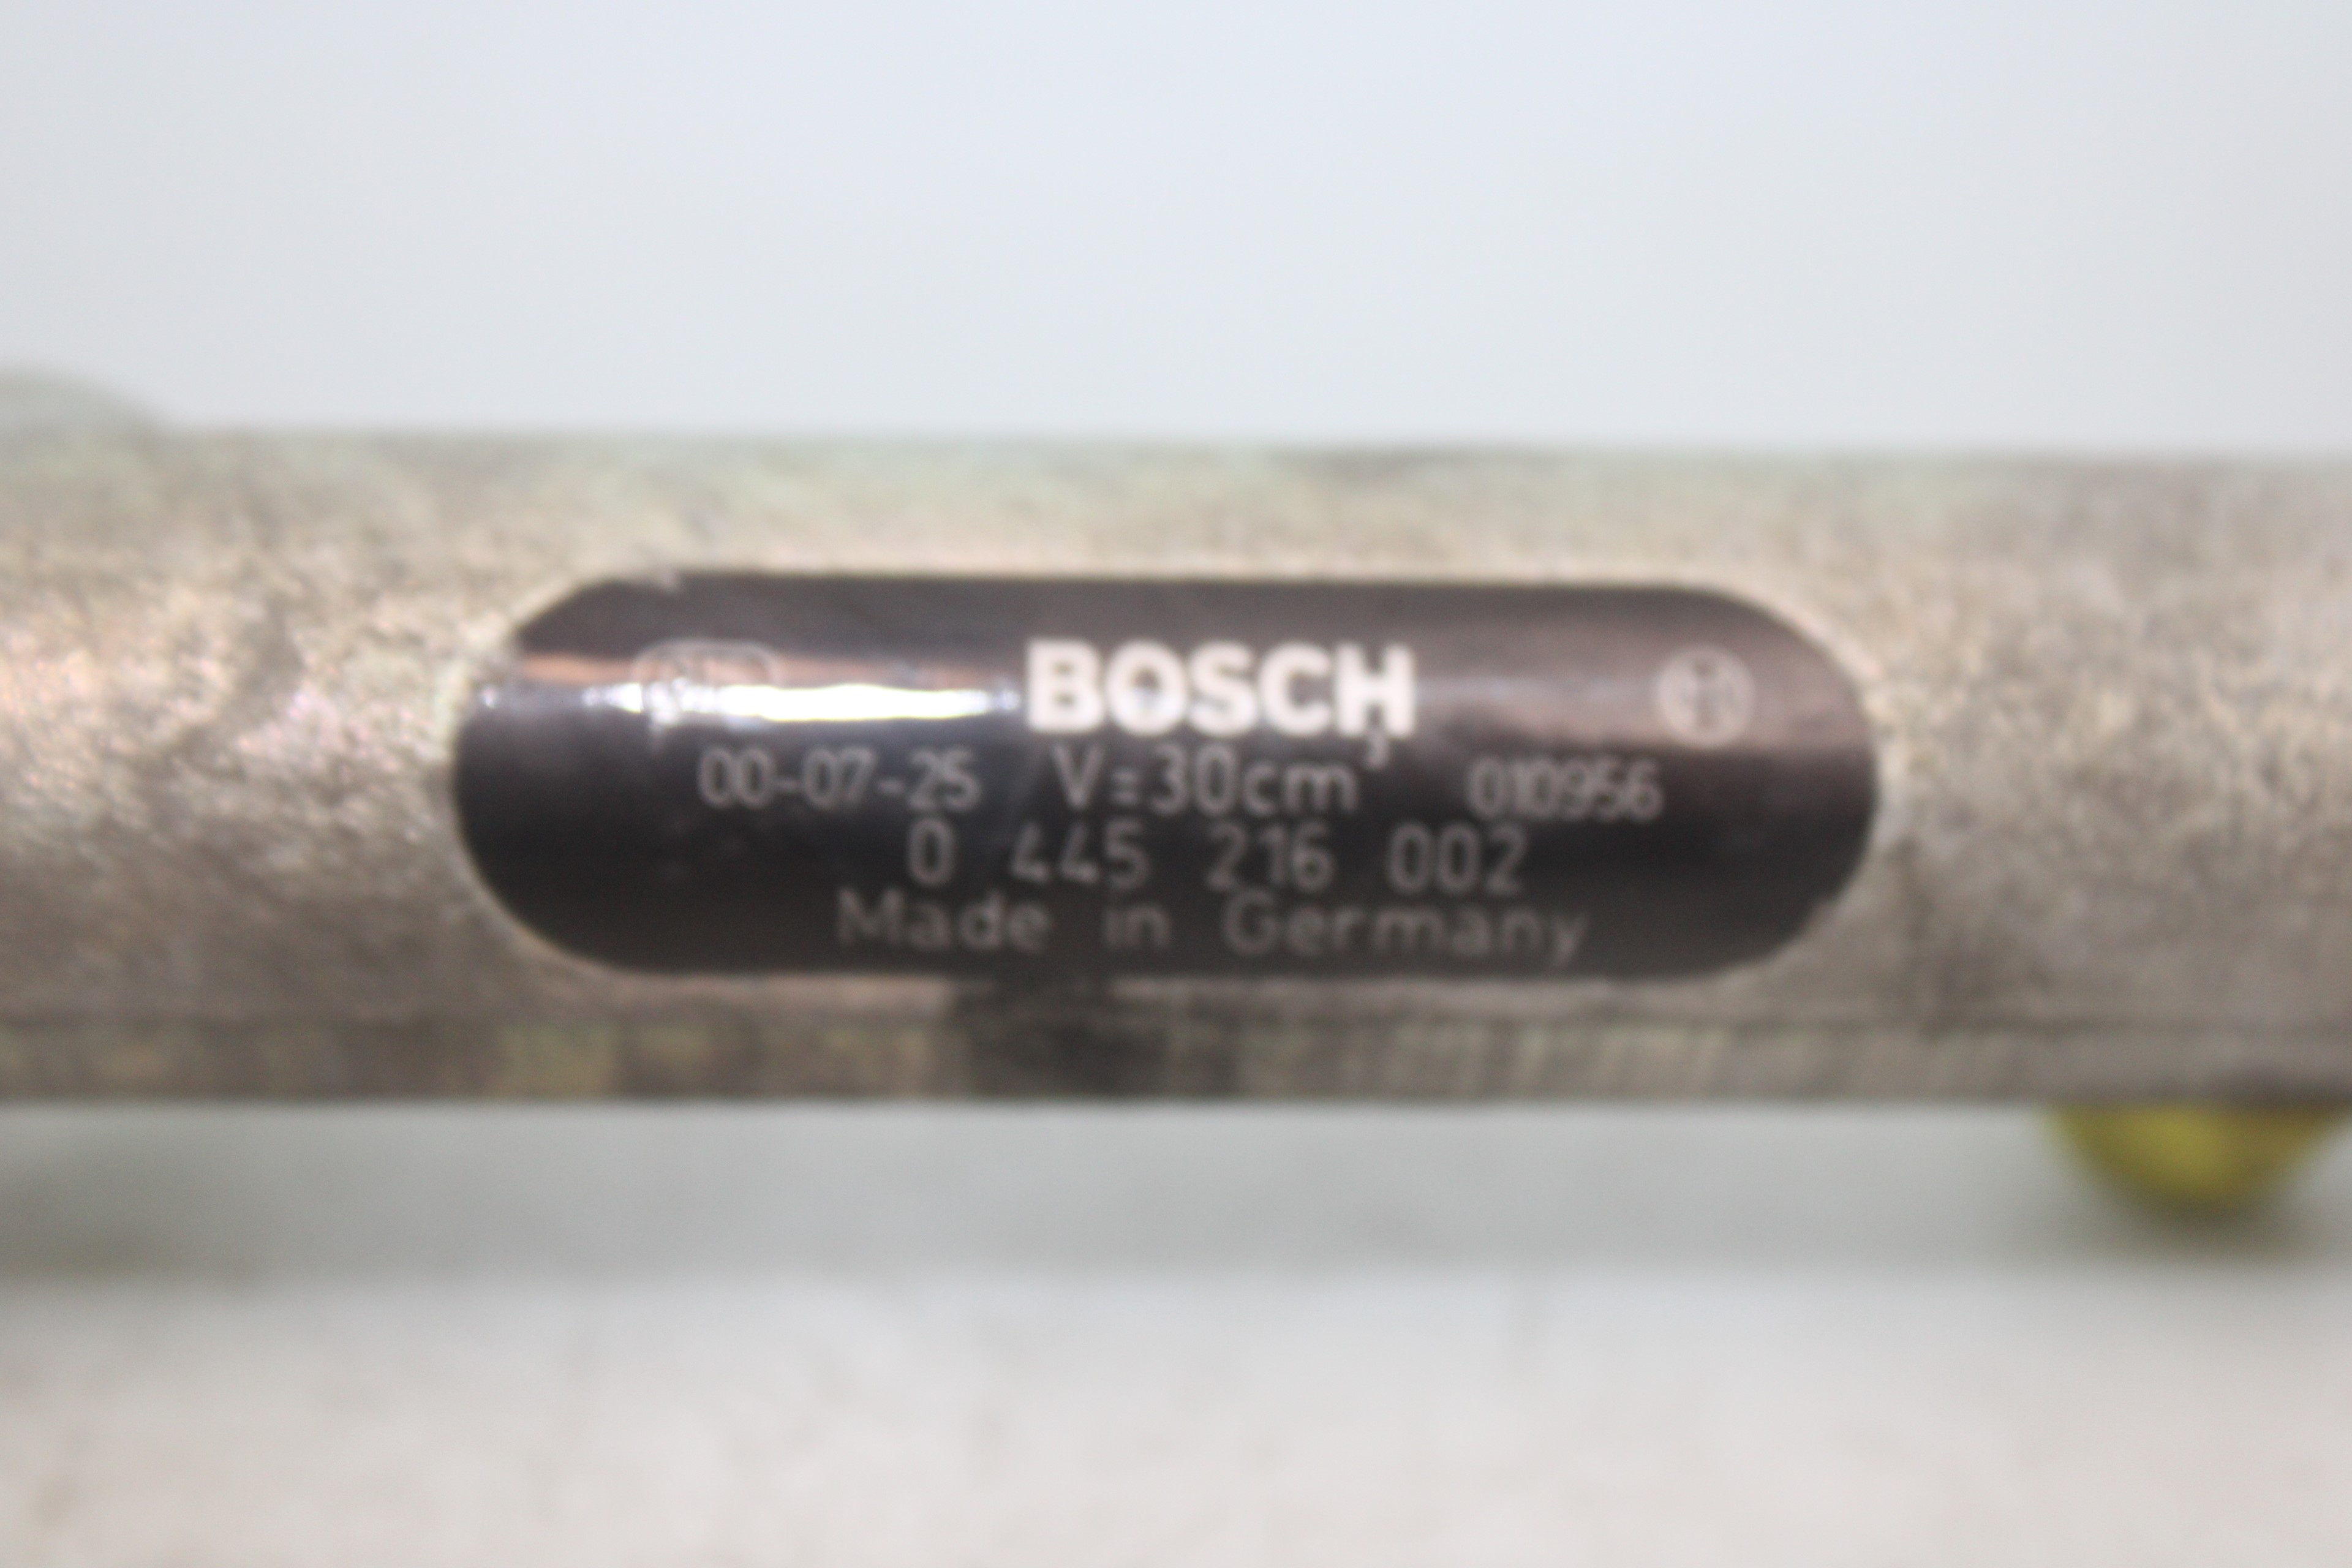 BOSCH
00-07-25 V=30cm³ 010956
0 445 216 002
Made in Germany